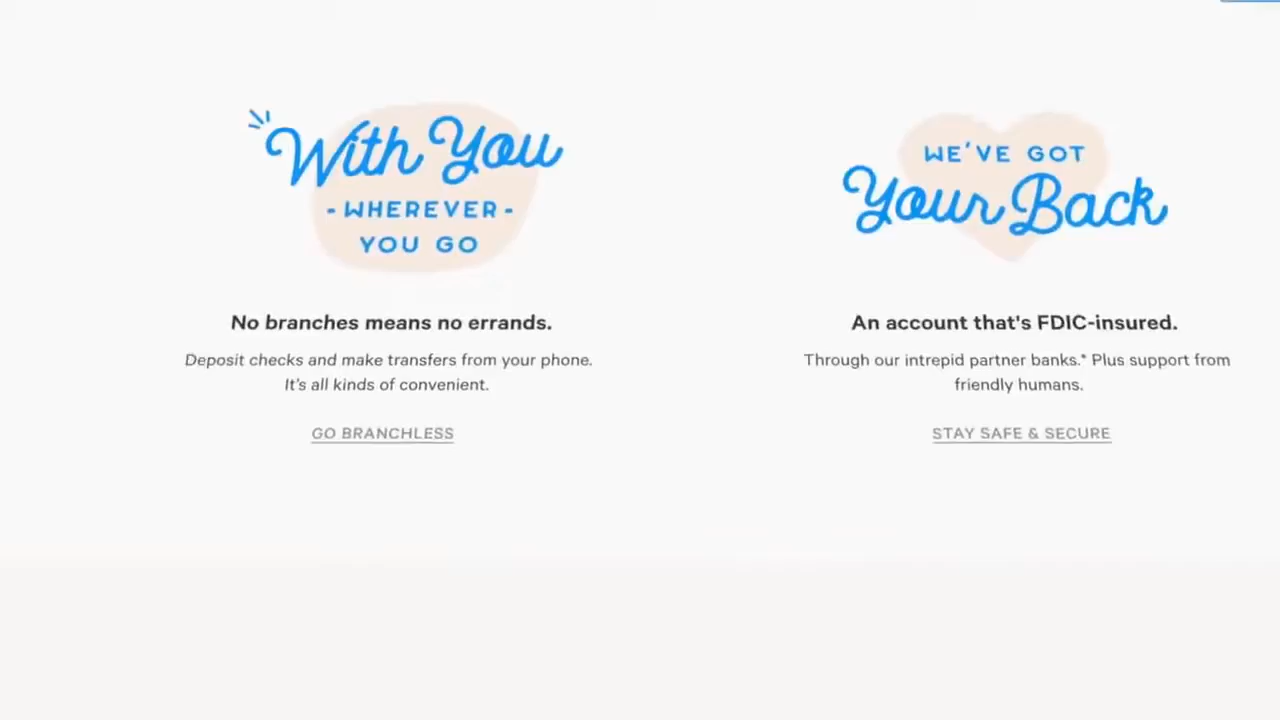 With You
- WHEREVER -
YOU GO
No branches means no errands.
Deposit checks and make transfers from your phone.
It's all kinds of convenient.
GO BRANCHLESS
WE'VE GOT
Your Back
An account that's FDIC-insured.
Through our intrepid partner banks.* Plus support from
friendly humans.
STAY SAFE & SECURE